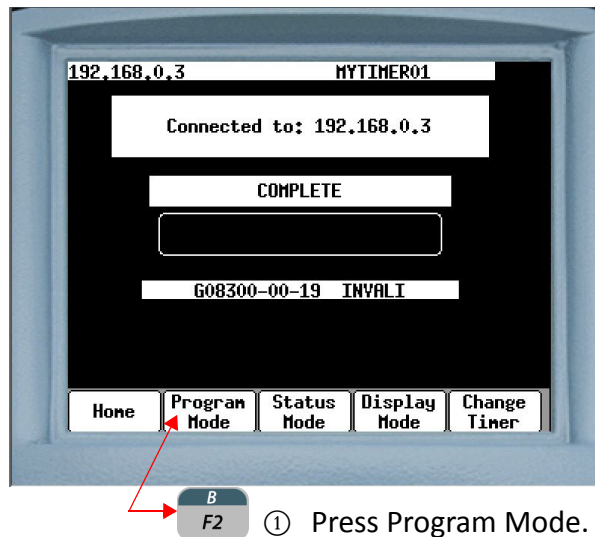 192.168.0.3 MYTIMER01
Connected to: 192.168.0.3
COMPLETE
G08300-00-19 INVALI
Home
Program
Mode
Status
Mode
Display
Mode
Change
Timer
B
F2
① Press Program Mode.